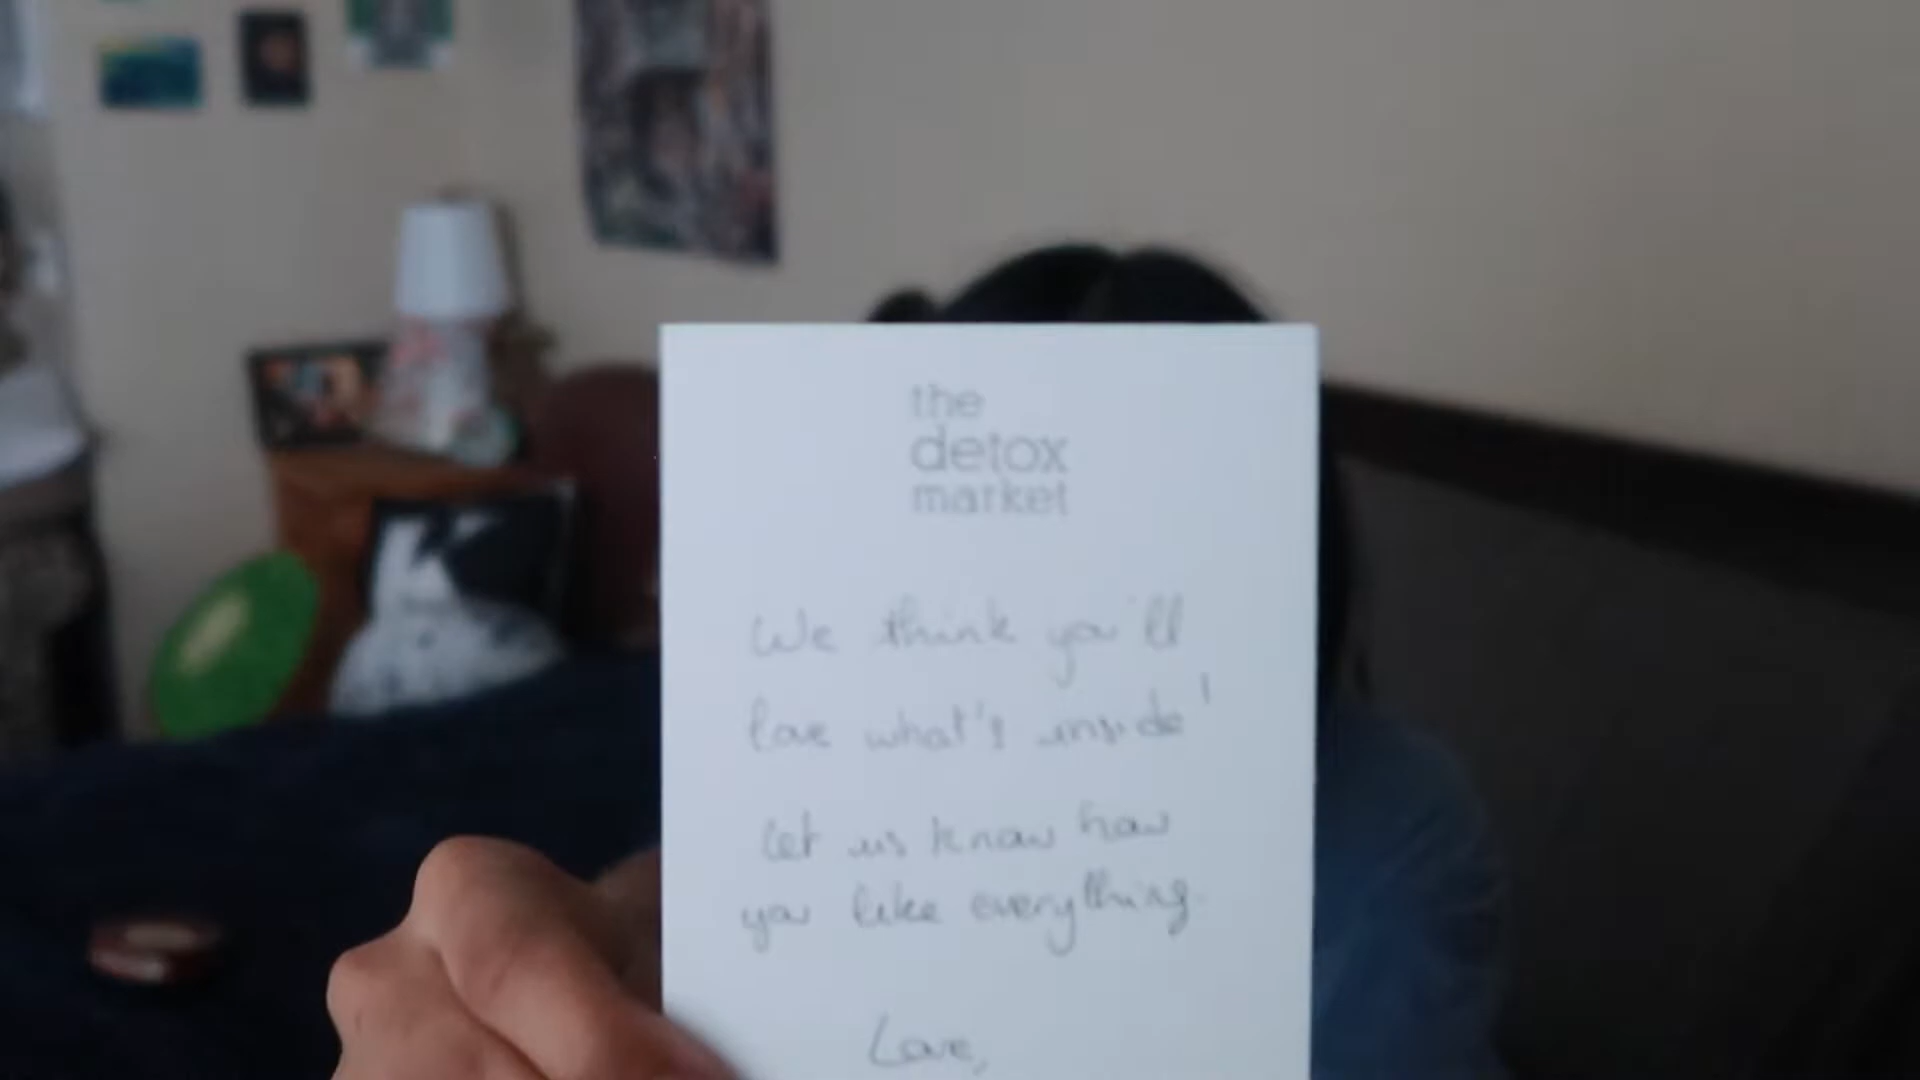 the
detox
market
We think you'll
love what's inside!
Let us know how
you like everything.
Love,